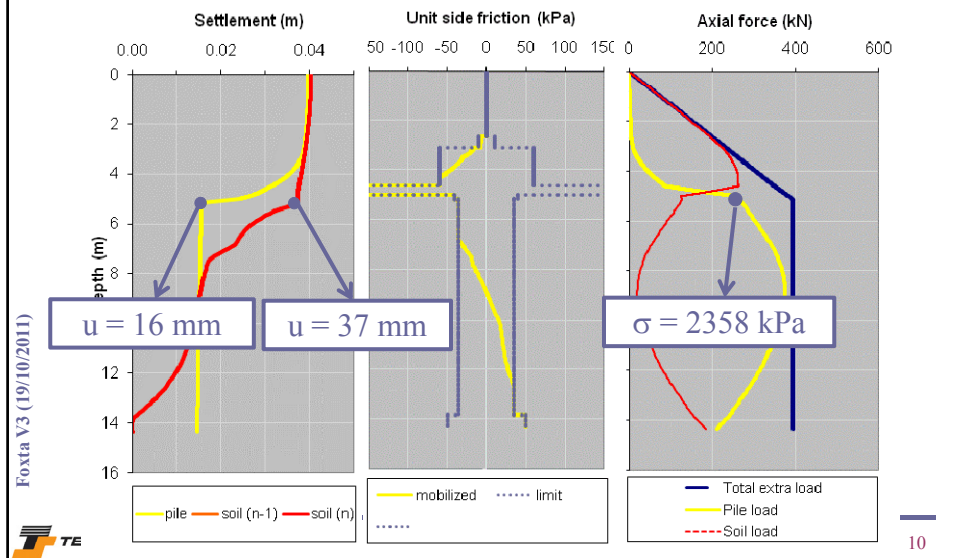 Settlement (m)
0.00 0.02 0.04
0
2
4
6
8
12
14
16
epth (m)
u = 16 mm
u = 37 mm
pile soil (n-1) soil (n)
Unit side friction (kPa)
50 -100 -50 0 50 100 150
mobilized limit
Axial force (kN)
0 200 400 600
σ = 2358 kPa
Total extra load
Pile load
Soil load
Foxta V3 (19/10/2011)
TE
10